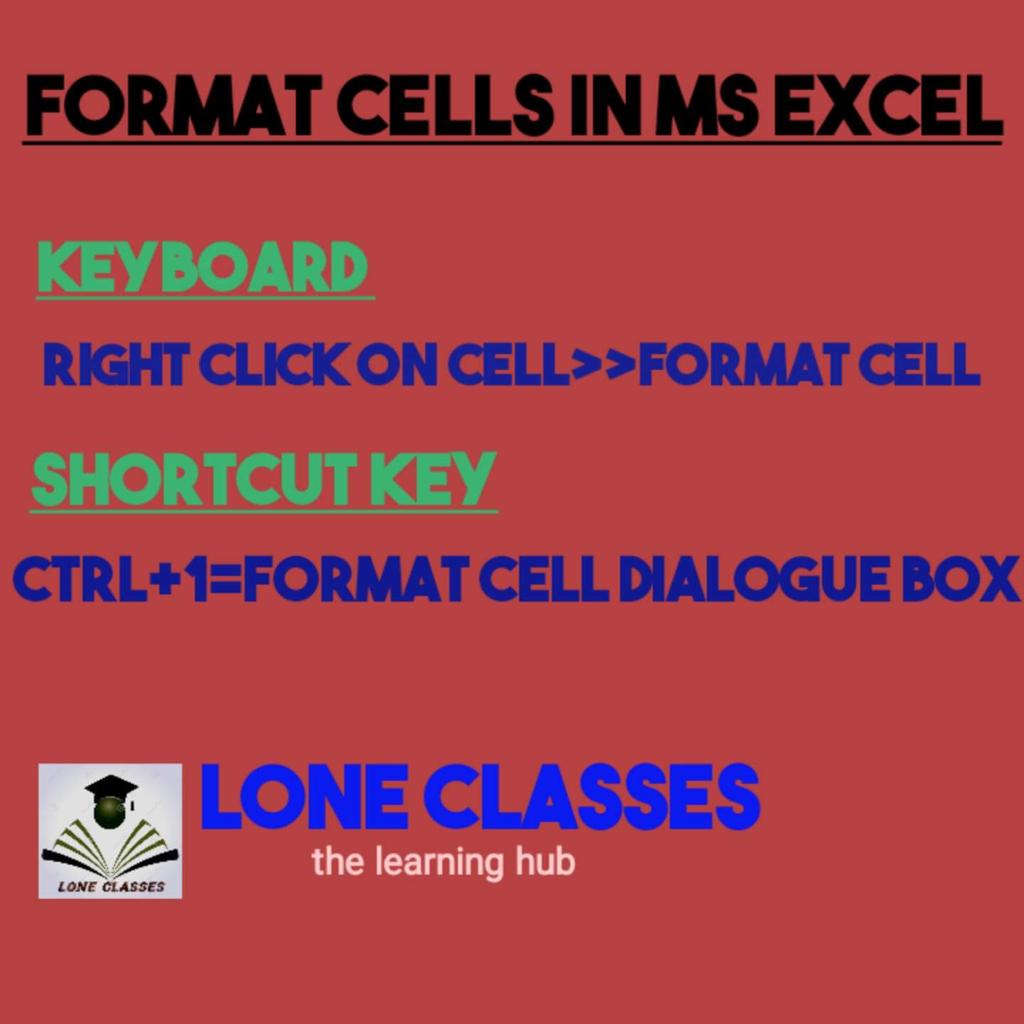 FORMAT CELLS IN MS EXCEL
KEYBOARD
RIGHT CLICK ON CELL>>FORMAT CELL
SHORTCUT KEY
CTRL+1=FORMAT CELL DIALOGUE BOX
LONE CLASSES
the learning hub
LONE CLASSES